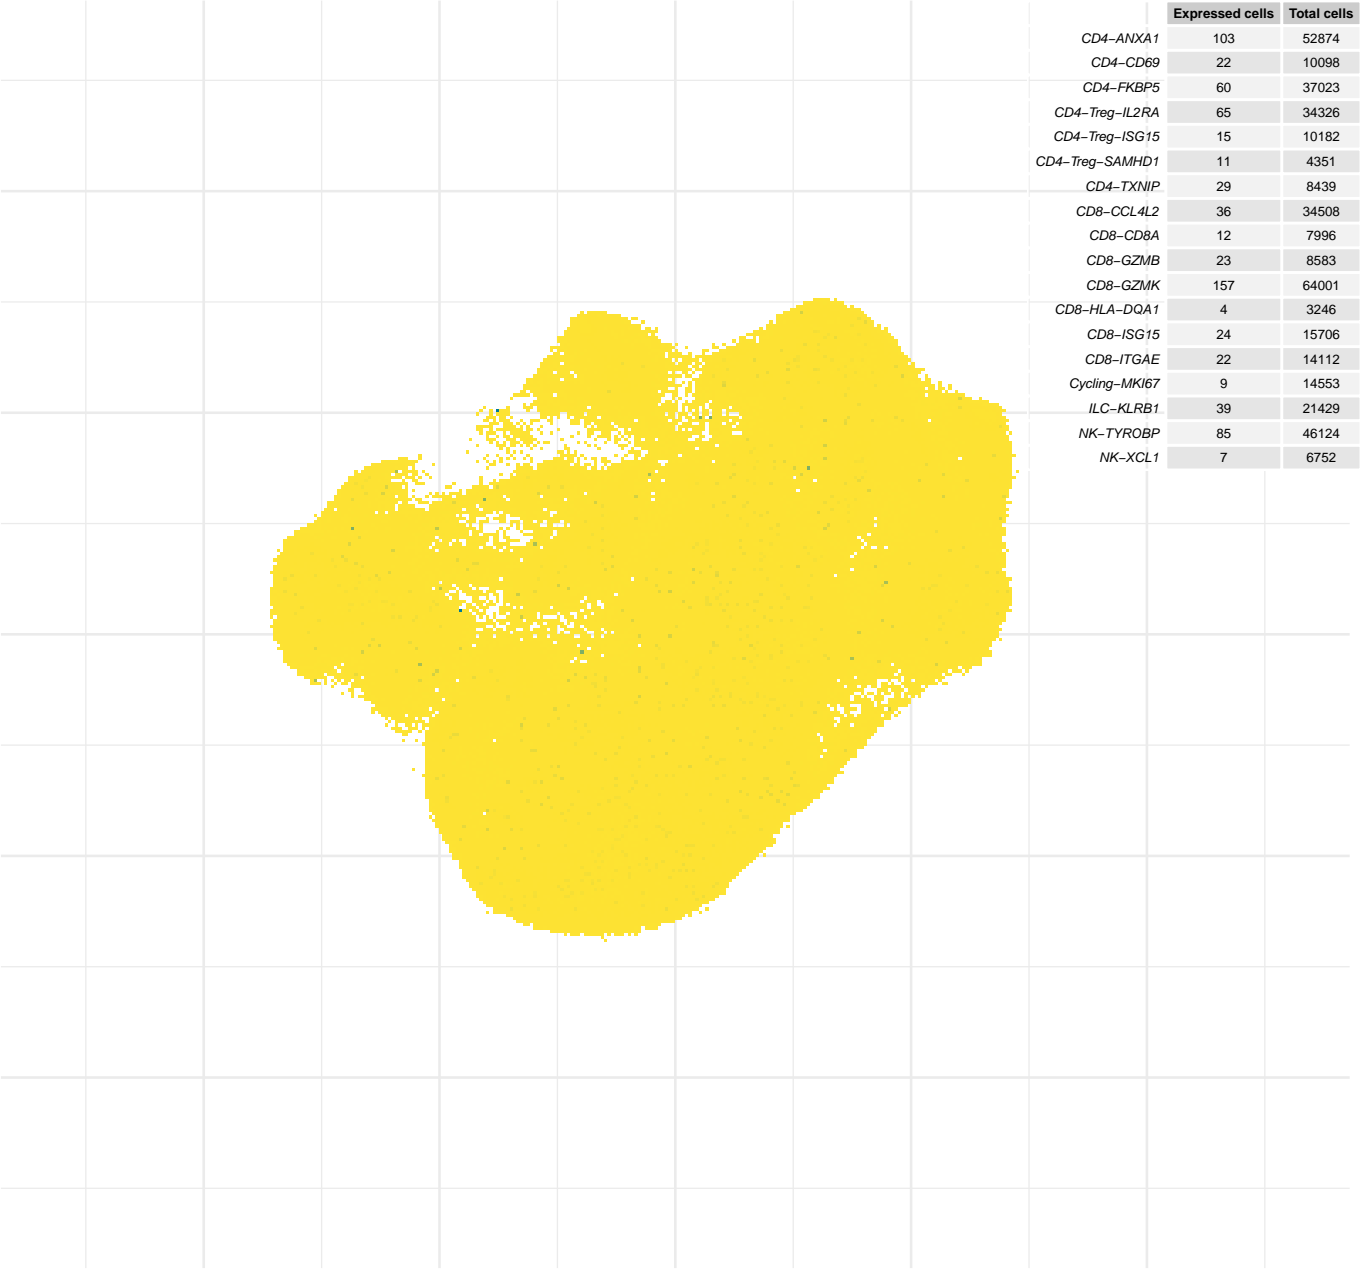 Expressed cells Total cells
CD4−ANXA1 103 52874
CD4−CD69 22 10098
CD4−FKBP5 60 37023
CD4−Treg−IL2RA 65 34326
CD4−Treg−ISG15 15 10182
CD4−Treg−SAMHD1 11 4351
CD4−TXNIP 29 8439
CD8−CCL4L2 36 34508
CD8−CD8A 12 7996
CD8−GZMB 23 8583
CD8−GZMK 157 64001
CD8−HLA−DQA1 4 3246
CD8−ISG15 24 15706
CD8−ITGAE 22 14112
Cycling−MKI67 9 14553
ILC−KLRB1 39 21429
NK−TYROBP 85 46124
NK−XCL1 7 6752